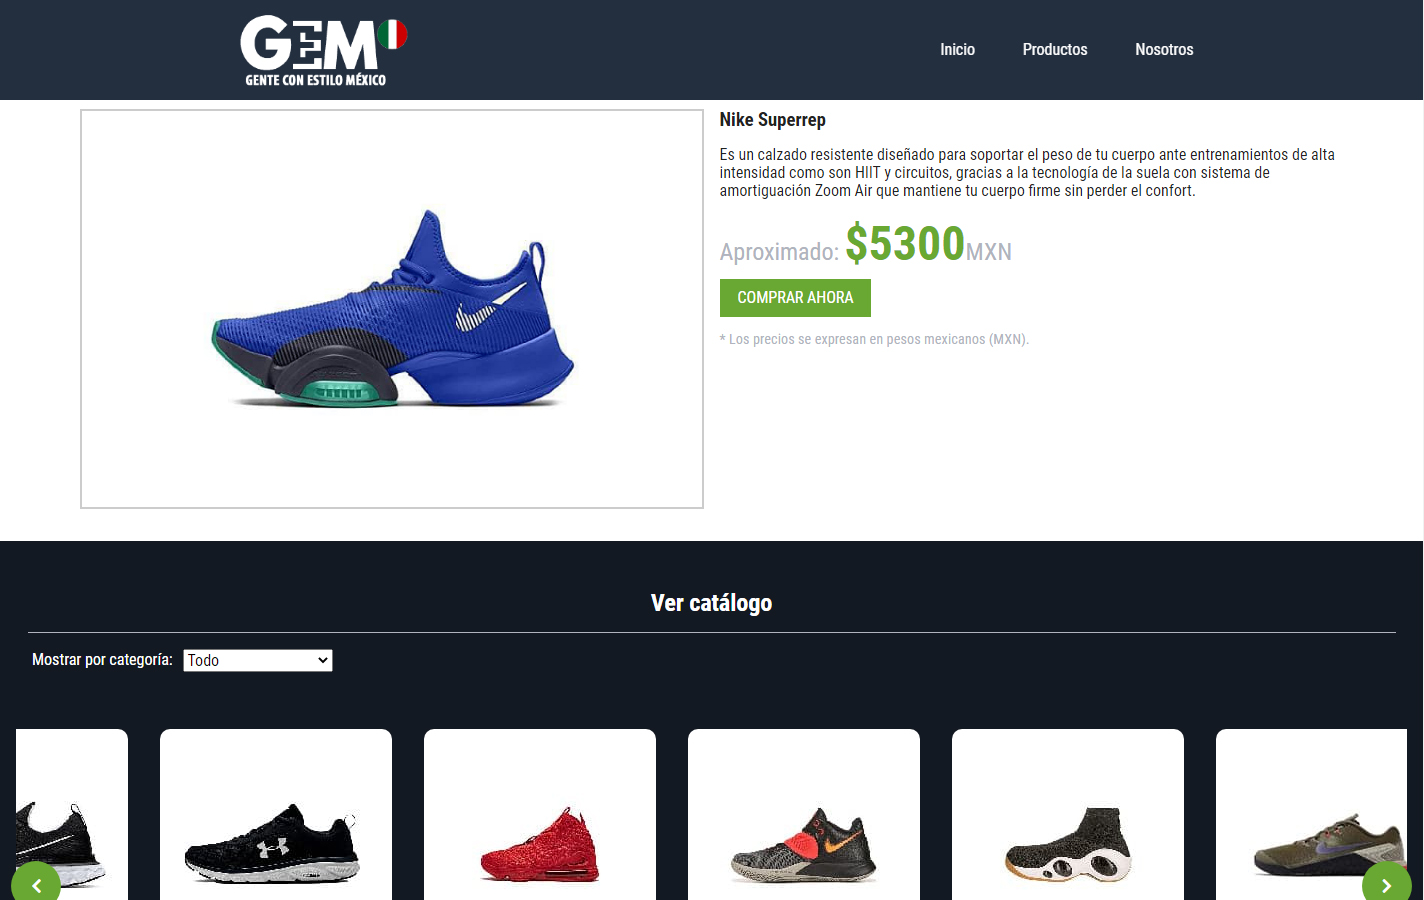 GEM
GENTE CON ESTILO MÉXICO
Inicio
Productos
Nosotros
Nike Superrep
Es un calzado resistente diseñado para soportar el peso de tu cuerpo ante entrenamientos de alta
intensidad como son HIIT y circuitos, gracias a la tecnología de la suela con sistema de
amortiguación Zoom Air que mantiene tu cuerpo firme sin perder el confort.
Aproximado: $5300MXN
COMPRAR AHORA
* Los precios se expresan en pesos mexicanos (MXN).
Ver catálogo
Mostrar por categoría: Todo